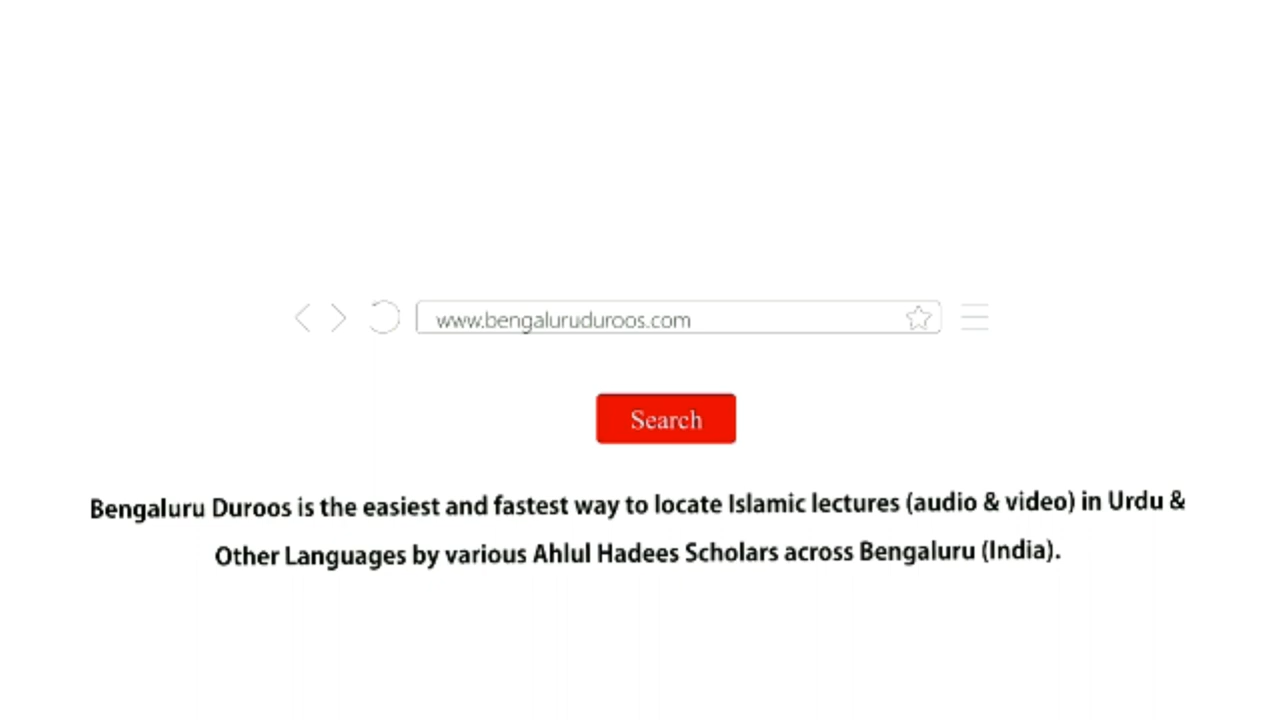 www.bengaluruduroos.com
Search
Bengaluru Duroos is the easiest and fastest way to locate Islamic lectures (audio & video) in Urdu &
Other Languages by various Ahlul Hadees Scholars across Bengaluru (India).